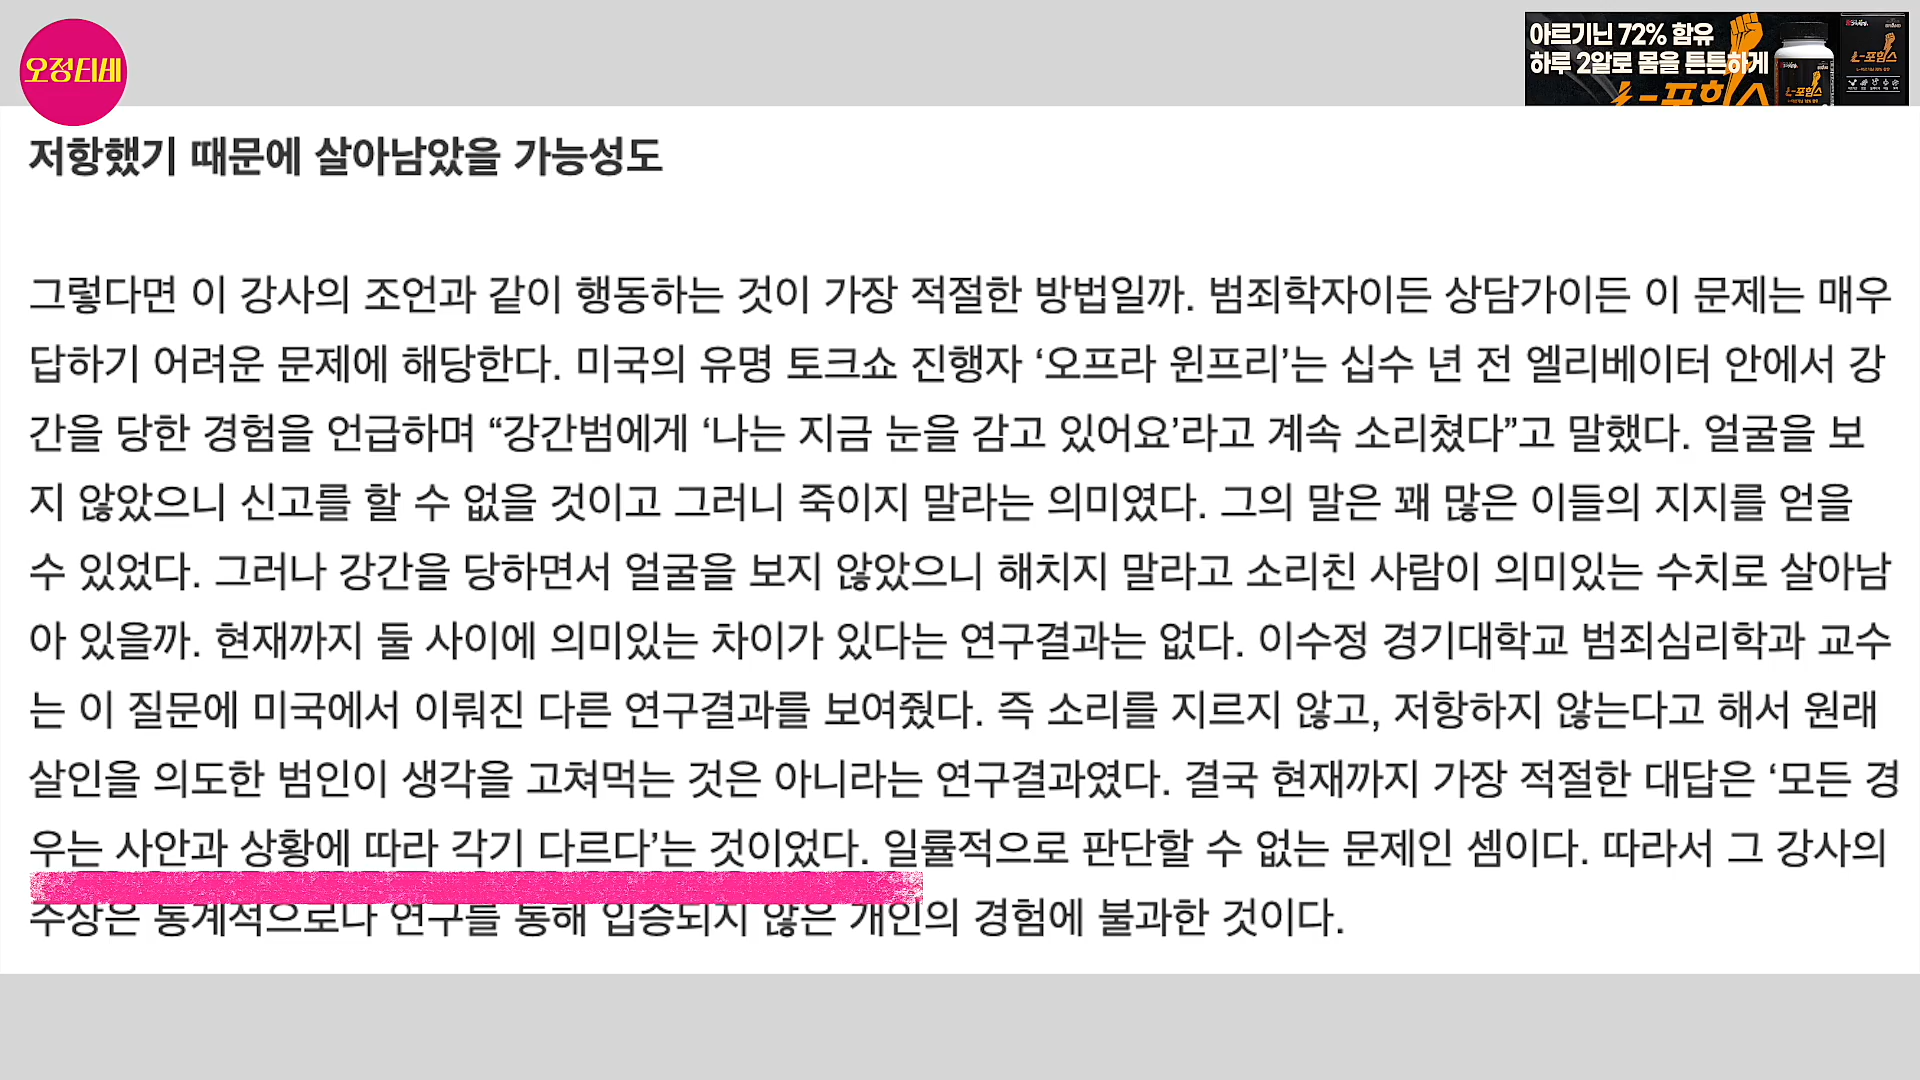 오정티비
아르기닌 72% 함유
하루 2알로 몸을 튼튼하게
L-포힘스
저항했기 때문에 살아남았을 가능성도
그렇다면 이 강사의 조언과 같이 행동하는 것이 가장 적절한 방법일까. 범죄학자이든 상담가이든 이 문제는 매우
답하기 어려운 문제에 해당한다. 미국의 유명 토크쇼 진행자 ‘오프라 윈프리’는 십수 년 전 엘리베이터 안에서 강
간을 당한 경험을 언급하며 “강간범에게 ‘나는 지금 눈을 감고 있어요’라고 계속 소리쳤다”고 말했다. 얼굴을 보
지 않았으니 신고를 할 수 없을 것이고 그러니 죽이지 말라는 의미였다. 그의 말은 꽤 많은 이들의 지지를 얻을
수 있었다. 그러나 강간을 당하면서 얼굴을 보지 않았으니 해치지 말라고 소리친 사람이 의미있는 수치로 살아남
아 있을까. 현재까지 둘 사이에 의미있는 차이가 있다는 연구결과는 없다. 이수정 경기대학교 범죄심리학과 교수
는 이 질문에 미국에서 이뤄진 다른 연구결과를 보여줬다. 즉 소리를 지르지 않고, 저항하지 않는다고 해서 원래
살인을 의도한 범인이 생각을 고쳐먹는 것은 아니라는 연구결과였다. 결국 현재까지 가장 적절한 대답은 ‘모든 경
우는 사안과 상황에 따라 각기 다르다’는 것이었다. 일률적으로 판단할 수 없는 문제인 셈이다. 따라서 그 강사의
주장은 통계적으로나 연구를 통해 입증되지 않은 개인의 경험에 불과한 것이다.